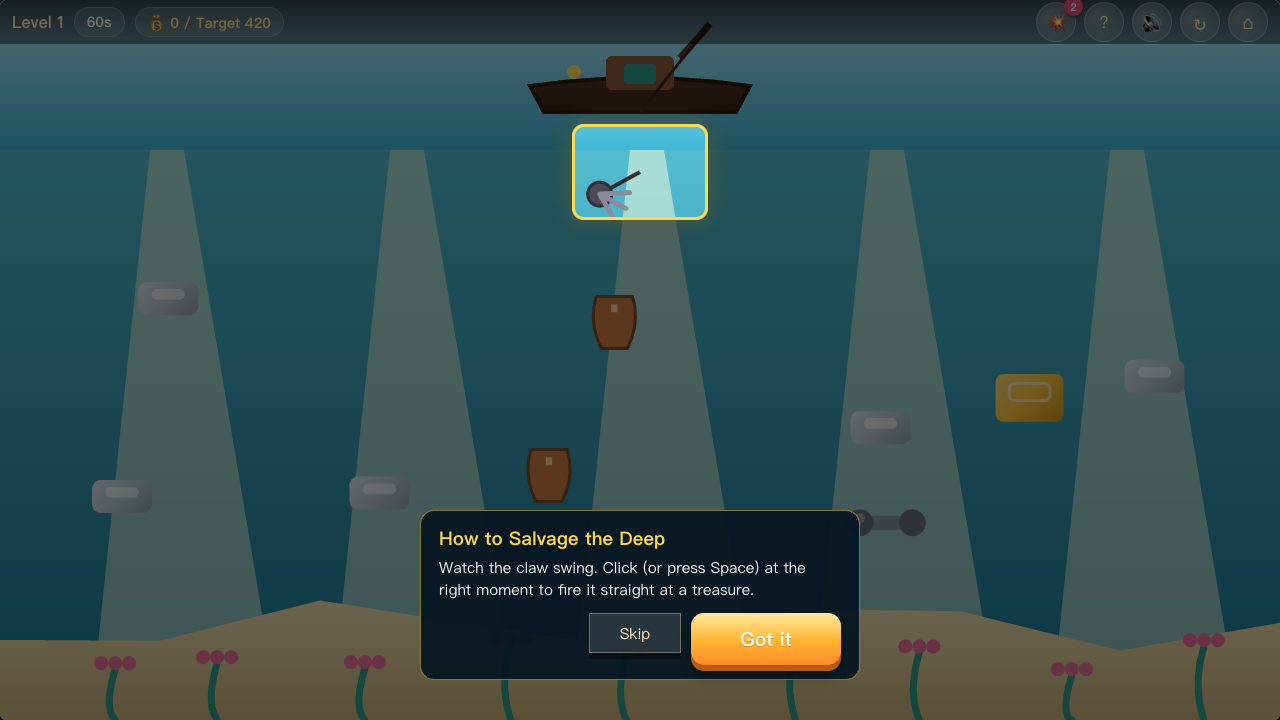 Level 1
60s
0 / Target 420
2
?
How to Salvage the Deep
Watch the claw swing. Click (or press Space) at the
right moment to fire it straight at a treasure.
Skip
Got it